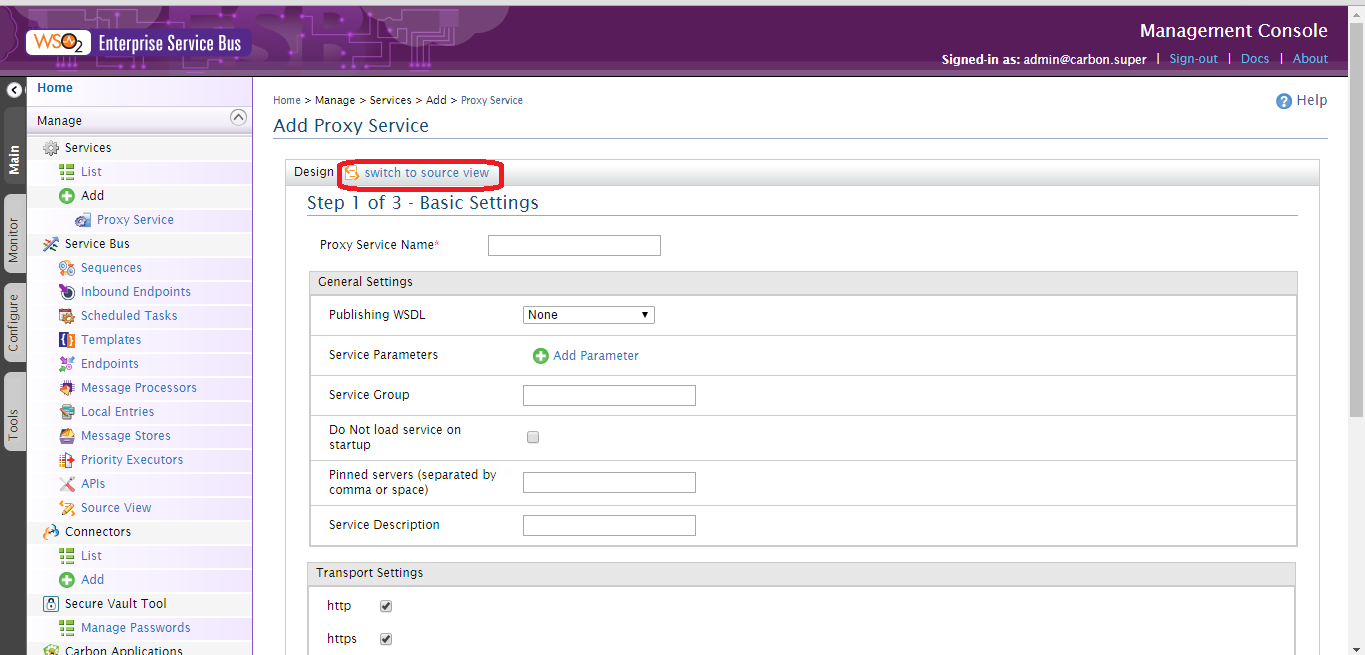 WSO2 Enterprise Service Bus
Management Console
Signed-in as: admin@carbon.super | Sign-out | Docs | About
Main
Monitor
Configure
Tools
Home
Manage
Services
List
Add
Proxy Service
Service Bus
Sequences
Inbound Endpoints
Scheduled Tasks
Templates
Endpoints
Message Processors
Local Entries
Message Stores
Priority Executors
APIs
Source View
Connectors
List
Add
Secure Vault Tool
Manage Passwords
Carbon Applications
Home > Manage > Services > Add > Proxy Service
Help
Add Proxy Service
Design switch to source view
Step 1 of 3 - Basic Settings
Proxy Service Name*
General Settings
Publishing WSDL None
Service Parameters Add Parameter
Service Group
Do Not load service on
startup
Pinned servers (separated by
comma or space)
Service Description
Transport Settings
http
https